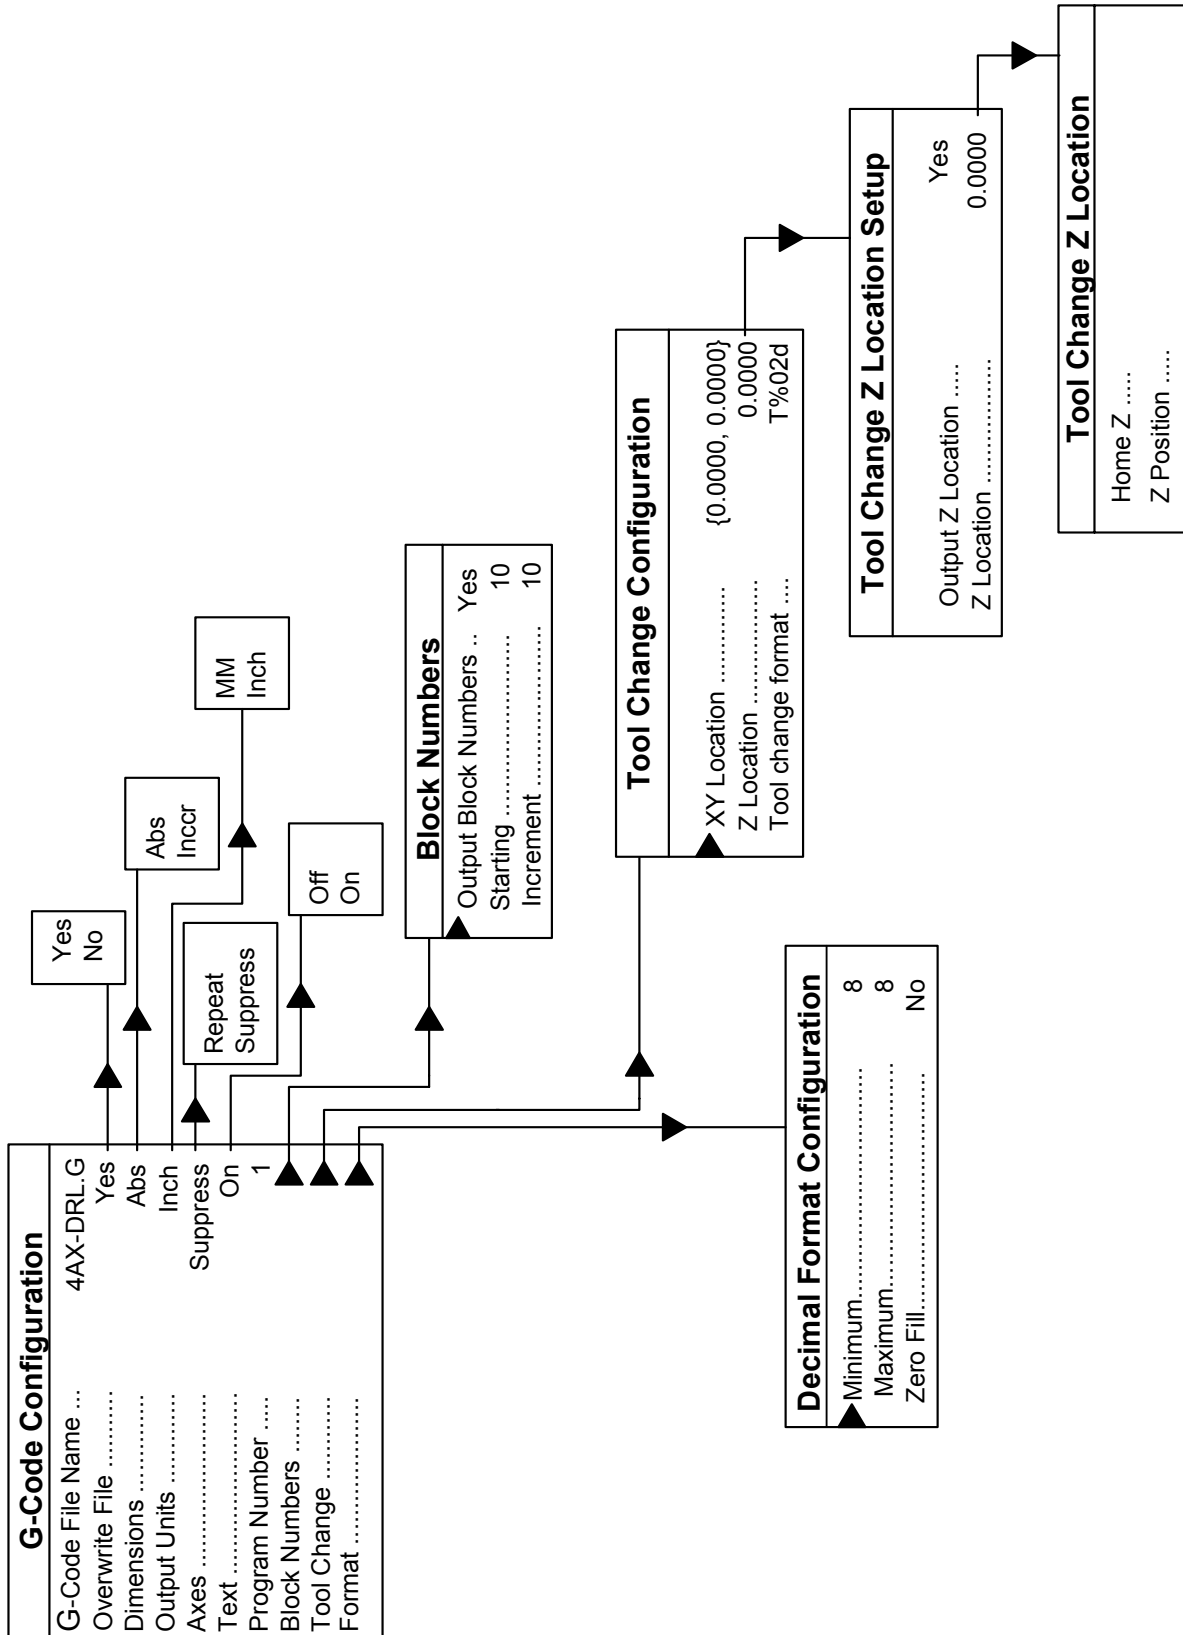 G-Code Configuration
G-Code File Name ... 4AX-DRL.G
Overwrite File ............ Yes
Dimensions .............. Abs
Output Units ............. Inch
Axes ......................... Suppress
Text .......................... On
Program Number ..... 1
Block Numbers ........
Tool Change ............
Format ......................
Yes
No
Abs
Inccr
MM
Inch
Repeat
Suppress
Off
On
Block Numbers
Output Block Numbers .. Yes
Starting ........................ 10
Increment ..................... 10
Tool Change Configuration
XY Location .............. {0.0000, 0.0000}
Z Location ................ 0.0000
Tool change format .... T%02d
Decimal Format Configuration
Minimum............................ 8
Maximum........................... 8
Zero Fill............................. No
Tool Change Z Location Setup
Output Z Location ..... Yes
Z Location .................. 0.0000
Tool Change Z Location
Home Z .....
Z Position .....